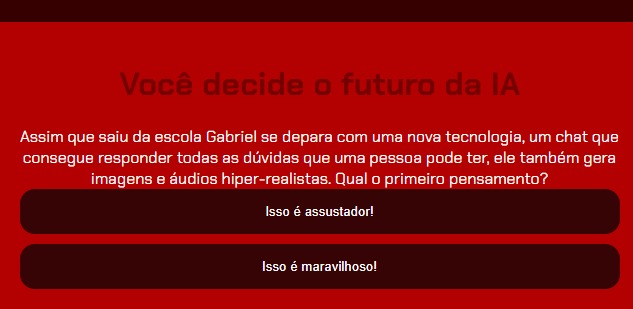 Você decide o futuro da IA
Assim que saiu da escola Gabriel se depara com uma nova tecnologia, um chat que
consegue responder todas as dúvidas que uma pessoa pode ter, ele também gera
imagens e áudios hiper-realistas. Qual o primeiro pensamento?
Isso é assustador!
Isso é maravilhoso!